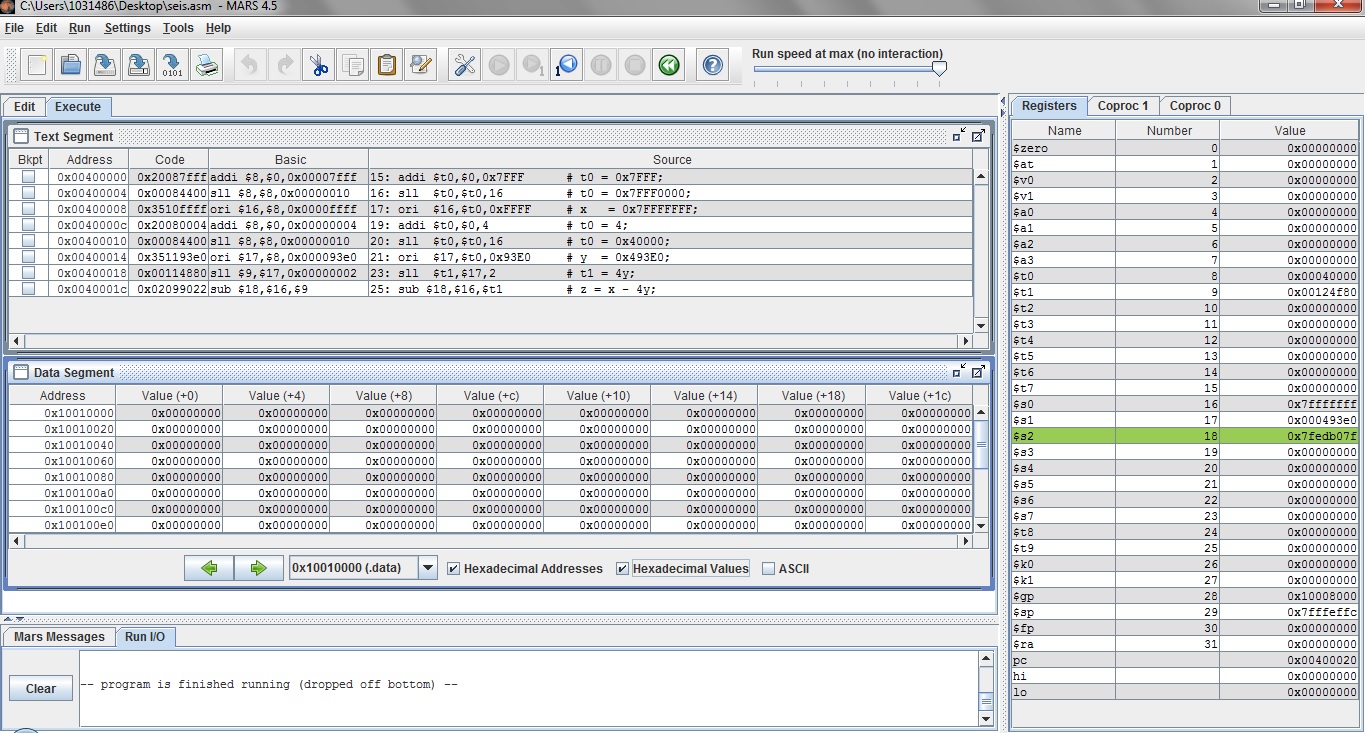 C:\Users\1031486\Desktop\seis.asm - MARS 4.5
File Edit Run Settings Tools Help
Run speed at max (no interaction)
Edit Execute
Text Segment
Bkpt Address Code Basic Source
0x00400000 0x20087fff addi $8,$0,0x00007fff 15: addi $t0,$0,0x7FFF # t0 = 0x7FFF;
0x00400004 0x00084400 sll $8,$8,0x00000010 16: sll $t0,$t0,16 # t0 = 0x7FFF0000;
0x00400008 0x3510ffff ori $16,$8,0x0000ffff 17: ori $16,$t0,0xFFFF # x = 0x7FFFFFFF;
0x0040000c 0x20080004 addi $8,$0,0x00000004 19: addi $t0,$0,4 # t0 = 4;
0x00400010 0x00084400 sll $8,$8,0x00000010 20: sll $t0,$t0,16 # t0 = 0x40000;
0x00400014 0x351193e0 ori $17,$8,0x000093e0 21: ori $17,$t0,0x93E0 # y = 0x493E0;
0x00400018 0x00114880 sll $9,$17,0x00000002 23: sll $t1,$17,2 # t1 = 4y;
0x0040001c 0x02099022 sub $18,$16,$9 25: sub $18,$16,$t1 # z = x - 4y;
Data Segment
Address Value (+0) Value (+4) Value (+8) Value (+c) Value (+10) Value (+14) Value (+18) Value (+1c)
0x10010000 0x00000000 0x00000000 0x00000000 0x00000000 0x00000000 0x00000000 0x00000000 0x00000000
0x10010020 0x00000000 0x00000000 0x00000000 0x00000000 0x00000000 0x00000000 0x00000000 0x00000000
0x10010040 0x00000000 0x00000000 0x00000000 0x00000000 0x00000000 0x00000000 0x00000000 0x00000000
0x10010060 0x00000000 0x00000000 0x00000000 0x00000000 0x00000000 0x00000000 0x00000000 0x00000000
0x10010080 0x00000000 0x00000000 0x00000000 0x00000000 0x00000000 0x00000000 0x00000000 0x00000000
0x100100a0 0x00000000 0x00000000 0x00000000 0x00000000 0x00000000 0x00000000 0x00000000 0x00000000
0x100100c0 0x00000000 0x00000000 0x00000000 0x00000000 0x00000000 0x00000000 0x00000000 0x00000000
0x100100e0 0x00000000 0x00000000 0x00000000 0x00000000 0x00000000 0x00000000 0x00000000 0x00000000
0x10010000 (.data) Hexadecimal Addresses Hexadecimal Values ASCII
Mars Messages Run I/O
Clear
-- program is finished running (dropped off bottom) --
Registers Coproc 1 Coproc 0
Name Number Value
$zero 0 0x00000000
$at 1 0x00000000
$v0 2 0x00000000
$v1 3 0x00000000
$a0 4 0x00000000
$a1 5 0x00000000
$a2 6 0x00000000
$a3 7 0x00000000
$t0 8 0x00040000
$t1 9 0x00124f80
$t2 10 0x00000000
$t3 11 0x00000000
$t4 12 0x00000000
$t5 13 0x00000000
$t6 14 0x00000000
$t7 15 0x00000000
$s0 16 0x7fffffff
$s1 17 0x000493e0
$s2 18 0x7fedb07f
$s3 19 0x00000000
$s4 20 0x00000000
$s5 21 0x00000000
$s6 22 0x00000000
$s7 23 0x00000000
$t8 24 0x00000000
$t9 25 0x00000000
$k0 26 0x00000000
$k1 27 0x00000000
$gp 28 0x10008000
$sp 29 0x7fffeffc
$fp 30 0x00000000
$ra 31 0x00000000
pc 0x00400020
hi 0x00000000
lo 0x00000000